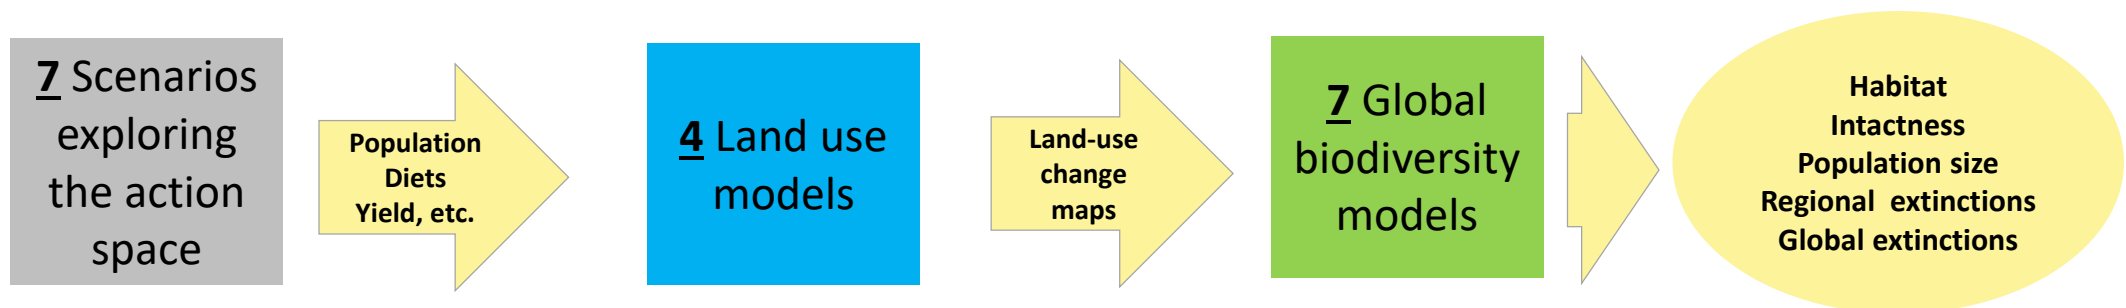 7 Scenarios
exploring
the action
space
Population
Diets
Yield, etc.
4 Land use
models
Land-use
change
maps
7 Global
biodiversity
models
Habitat
Intactness
Population size
Regional extinctions
Global extinctions